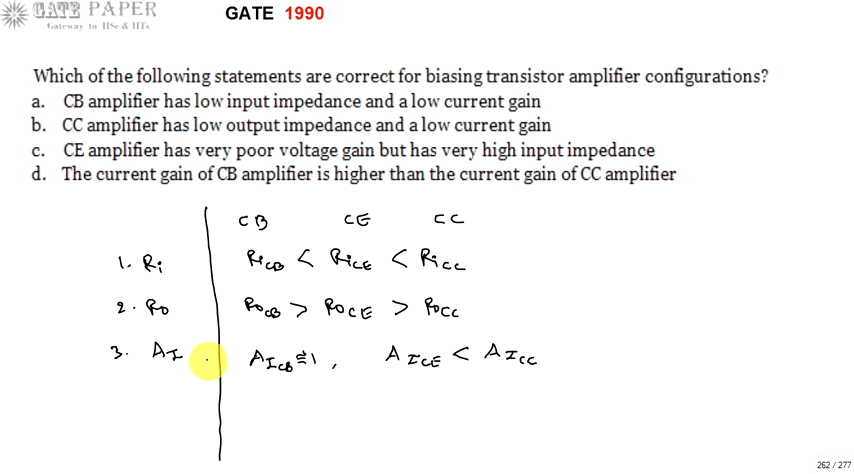 GATE PAPER
Gateway to IISc & IITs
GATE 1990
Which of the following statements are correct for biasing transistor amplifier configurations?
a. CB amplifier has low input impedance and a low current gain
b. CC amplifier has low output impedance and a low current gain
c. CE amplifier has very poor voltage gain but has very high input impedance
d. The current gain of CB amplifier is higher than the current gain of CC amplifier
CB CE CC
1. Ri RiCB < RiCE < RiCC
2. Ro RoCB > RoCE > RoCC
3. AI AICB ≅ 1, AICE < AICC
262 / 277